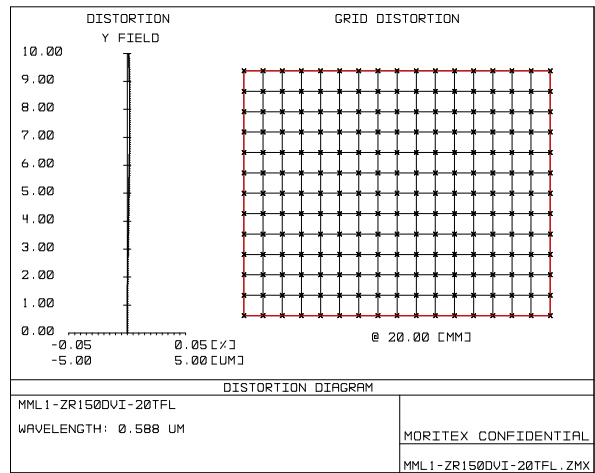 DISTORTION
GRID DISTORTION
Y FIELD
10.00
9.00
8.00
7.00
6.00
5.00
4.00
3.00
2.00
1.00
0.00
-0.05 0.05[%]
-5.00 5.00[UM]
@ 20.00 [MM]
DISTORTION DIAGRAM
MML1-ZR150DVI-20TFL
WAVELENGTH: 0.588 UM
MORITEX CONFIDENTIAL
MML1-ZR150DVI-20TFL.ZMX